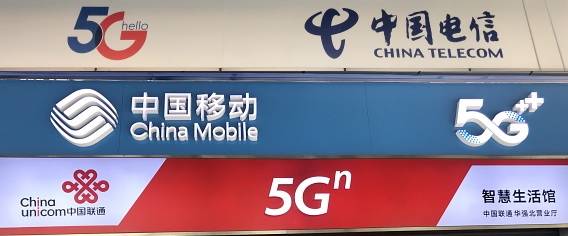 5G hello
中国电信
CHINA TELECOM
中国移动
China Mobile
5G++
China
unicom中国联通
5Gⁿ
智慧生活馆
中国联通华强北营业厅